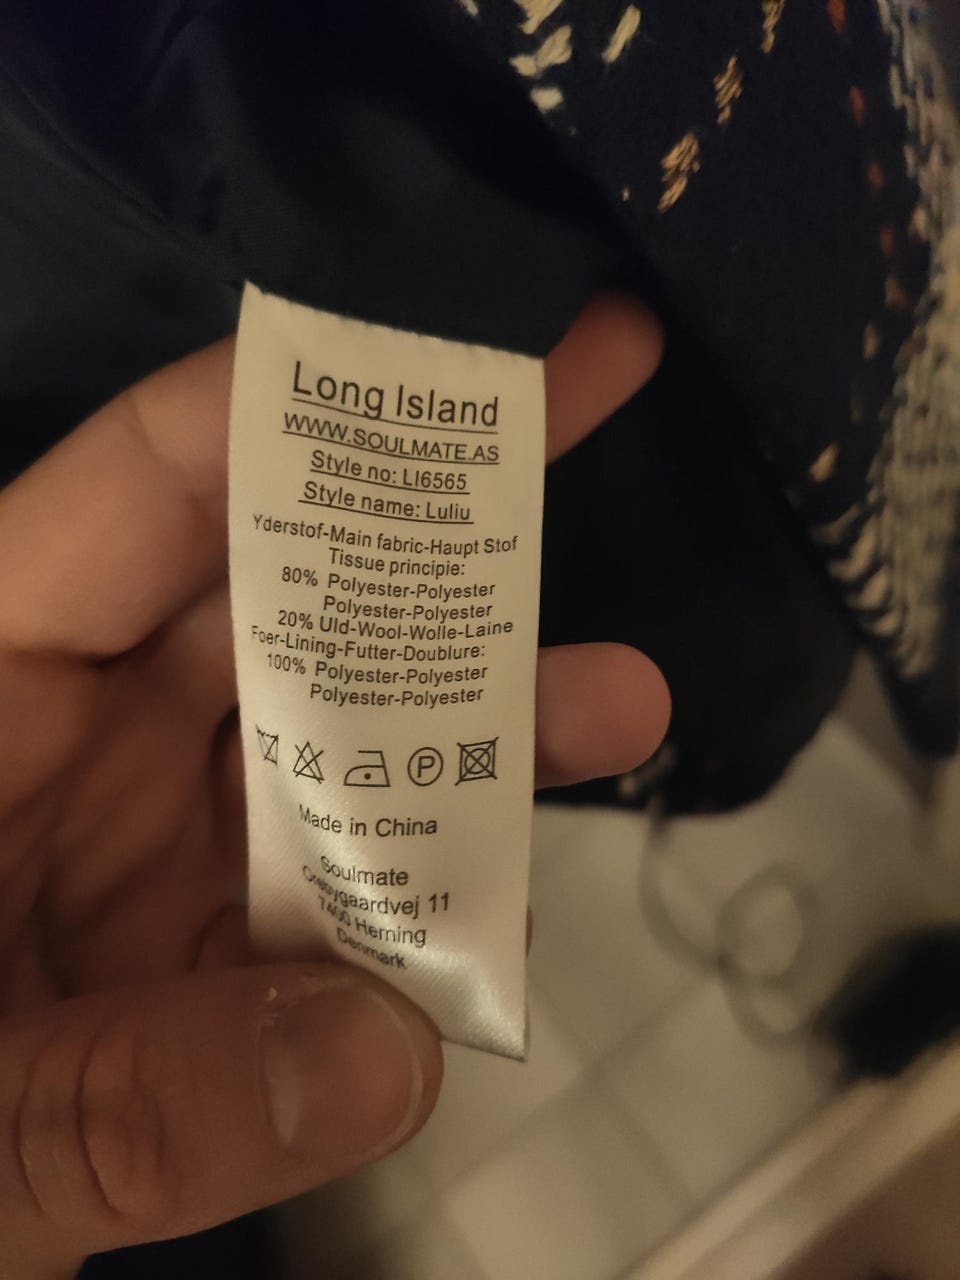 Long Island
WWW.SOULMATE.AS
Style no: LI6565
Style name: Luliu
Yderstof-Main fabric-Haupt Stof
Tissue principie:
80% Polyester-Polyester
Polyester-Polyester
20% Uld-Wool-Wolle-Laine
Foer-Lining-Futter-Doublure:
100% Polyester-Polyester
Polyester-Polyester
P
Made in China
Soulmate
Orebygaardvej 11
7400 Herning
Denmark